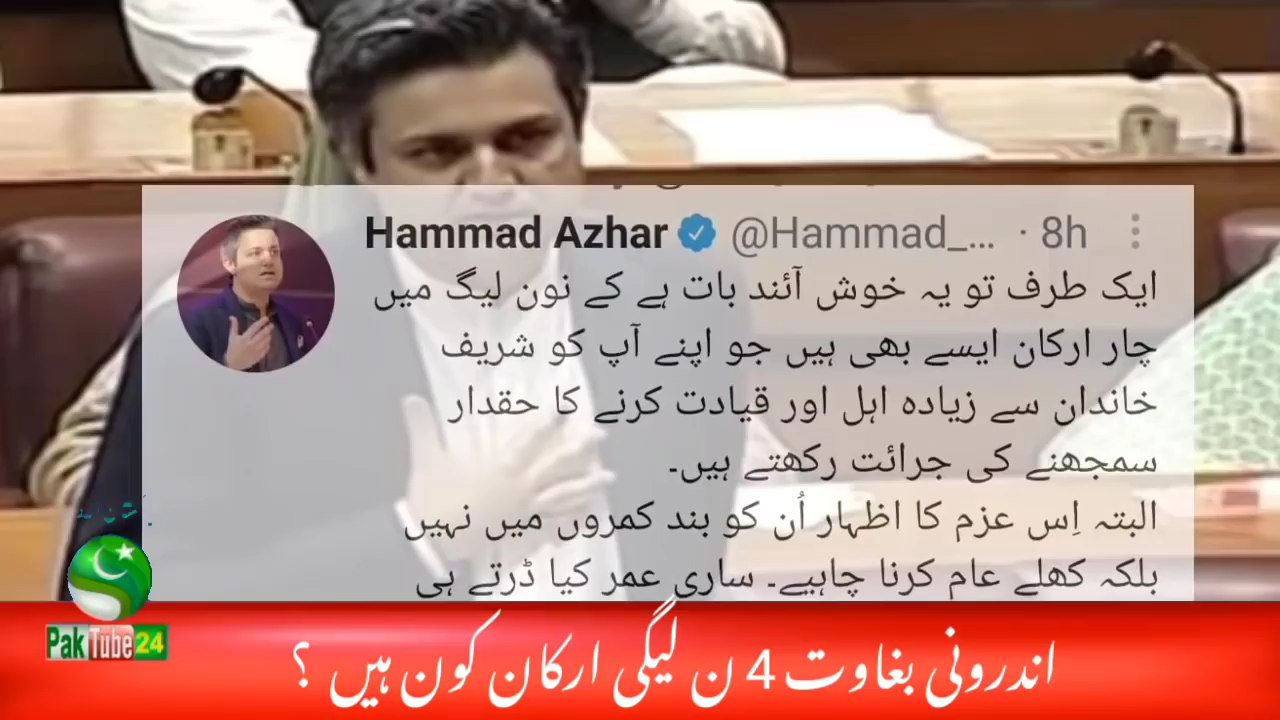 Hammad Azhar @Hammad_... · 8h
ایک طرف تو یہ خوش آئند بات ہے کے نون لیگ میں
چار ارکان ایسے بھی ہیں جو اپنے آپ کو شریف
خاندان سے زیادہ اہل اور قیادت کرنے کا حقدار
سمجھنے کی جرائت رکھتے ہیں۔
البتہ اِس عزم کا اظہار اُن کو بند کمروں میں نہیں
بلکہ کھلے عام کرنا چاہیے۔ ساری عمر کیا ڈرتے ہی
PakTube24
اندرونی بغاوت 4 ن لیگی ارکان کون ہیں ؟